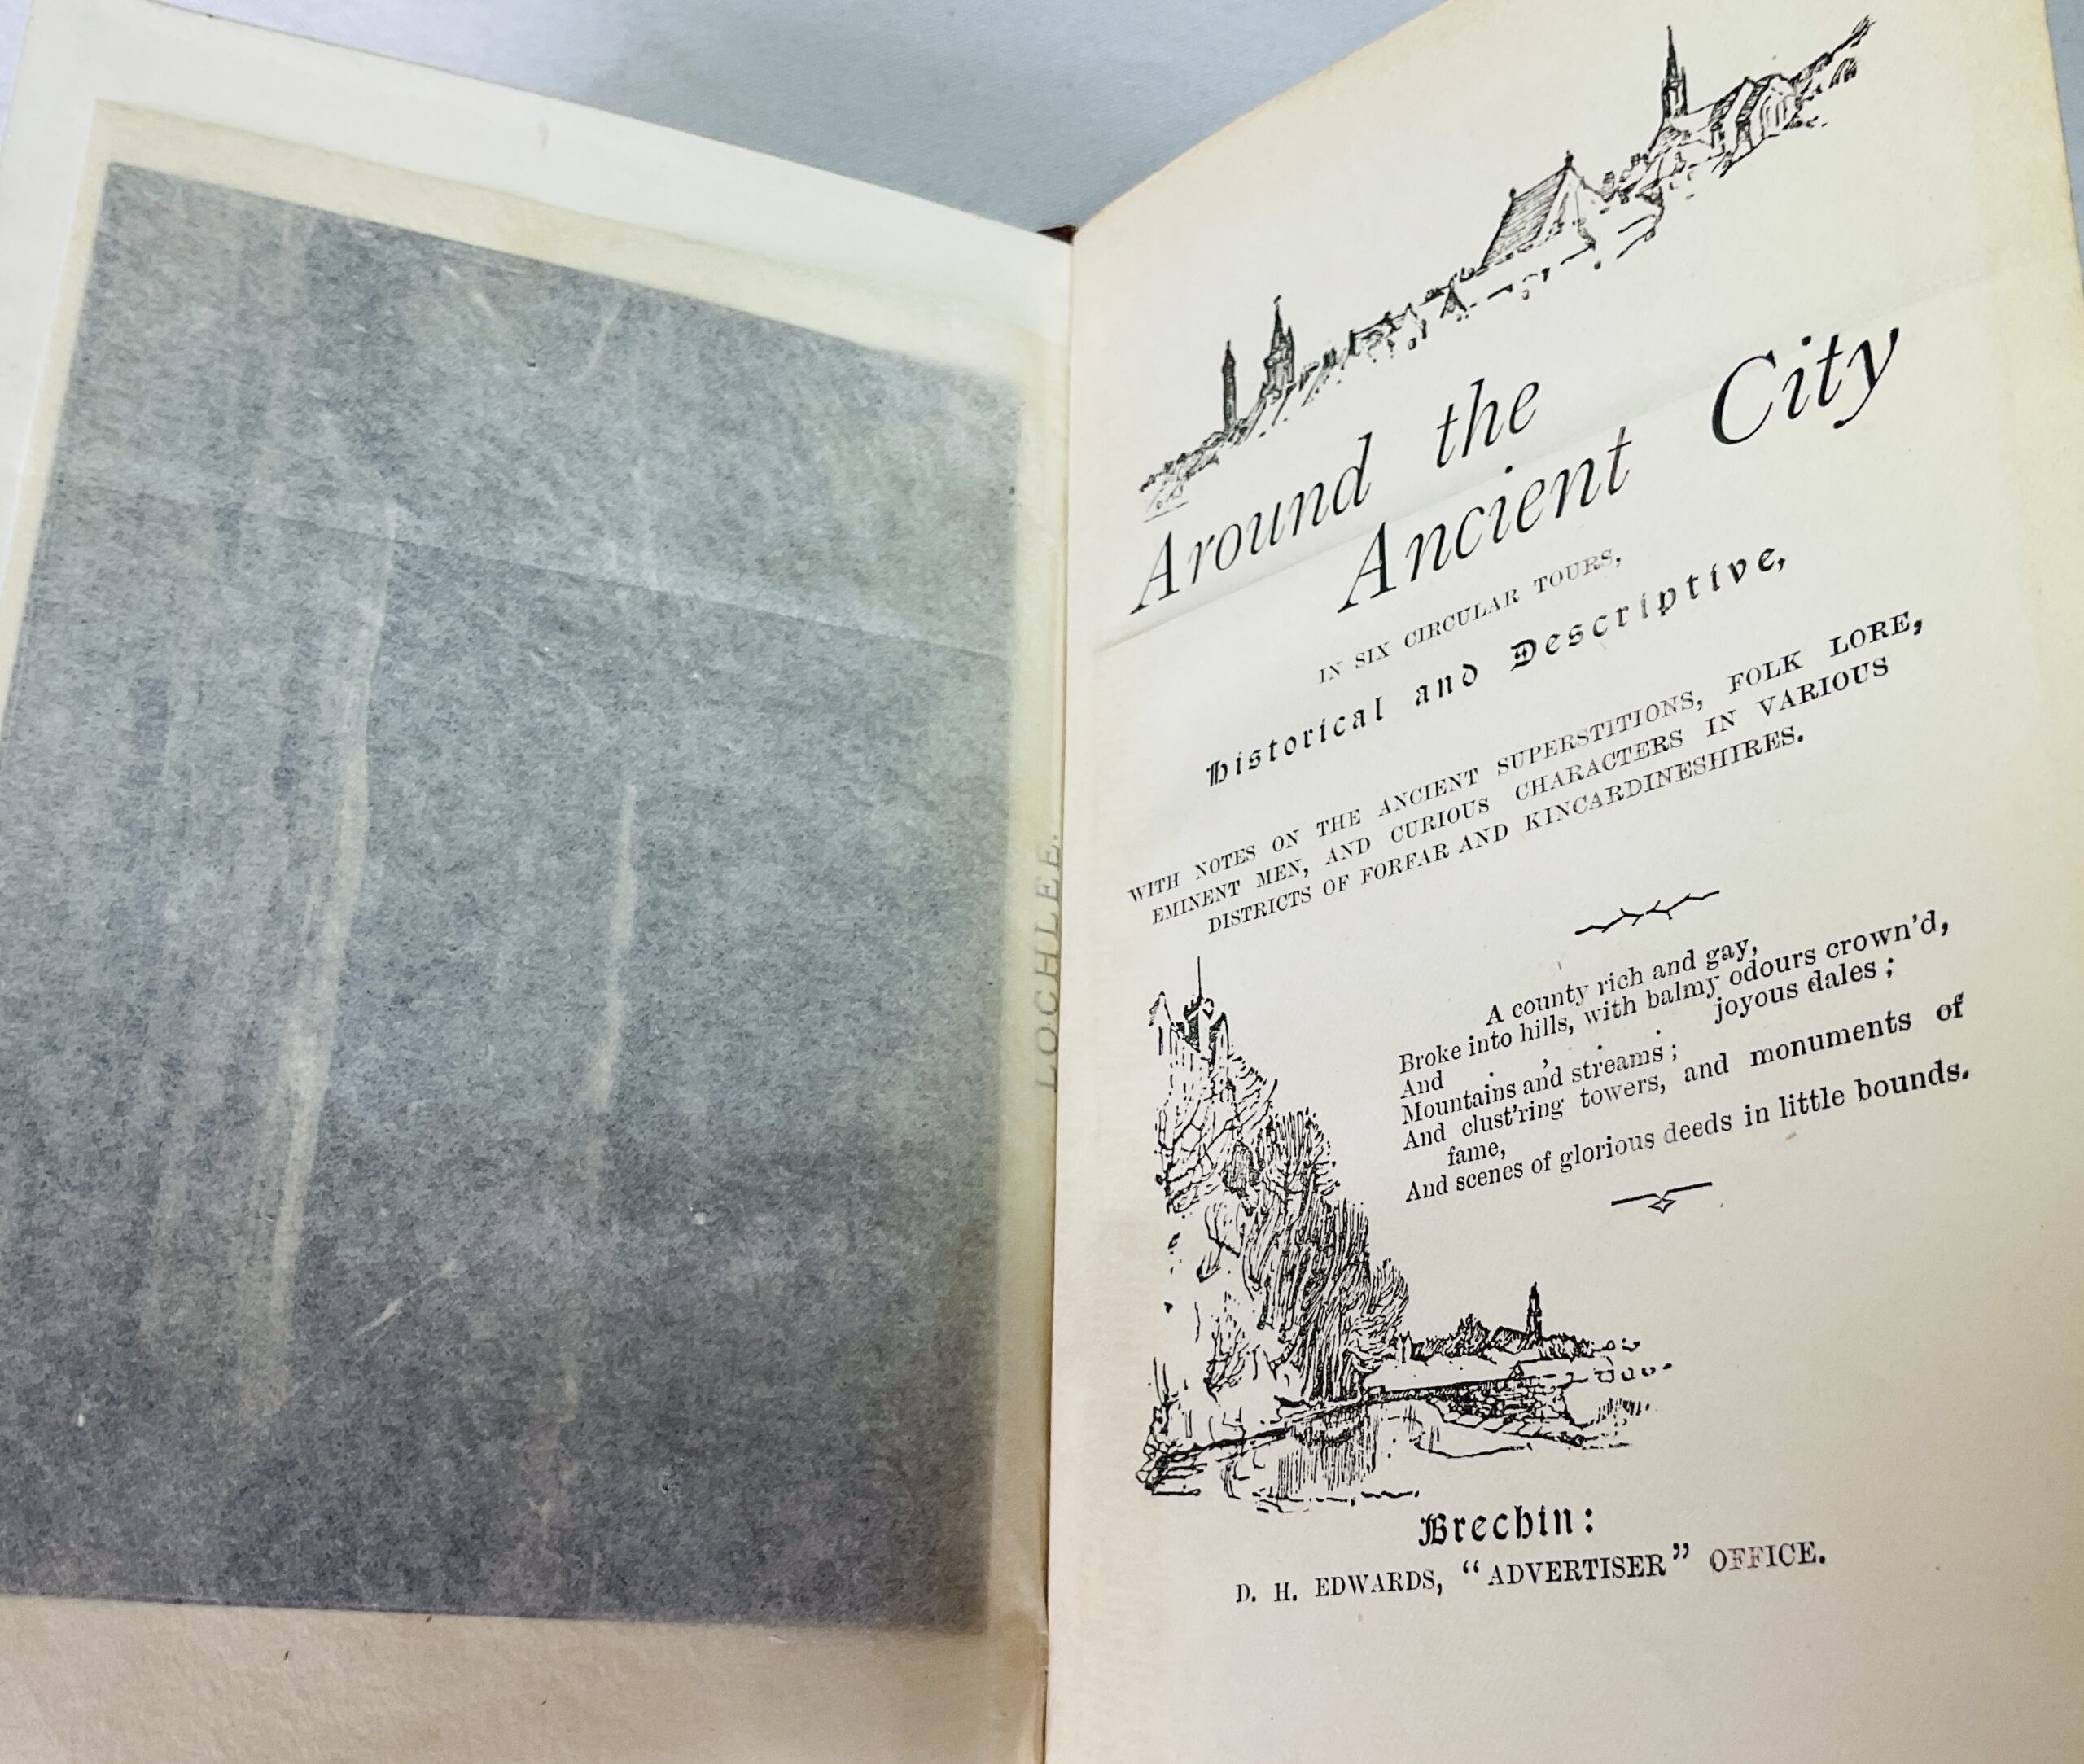 LOCHLEE.
Around the
Ancient City
IN SIX CIRCULAR TOURS,
Historical and Descriptive,
WITH NOTES ON THE ANCIENT SUPERSTITIONS, FOLK LORE,
EMINENT MEN, AND CURIOUS CHARACTERS IN VARIOUS
DISTRICTS OF FORFAR AND KINCARDINESHIRES.
A county rich and gay,
Broke into hills, with balmy odours crown'd,
And . . . . joyous dales ;
Mountains and streams ;
And clust'ring towers, and monuments of
fame,
And scenes of glorious deeds in little bounds.
Brechin:
D. H. EDWARDS, “ADVERTISER” OFFICE.